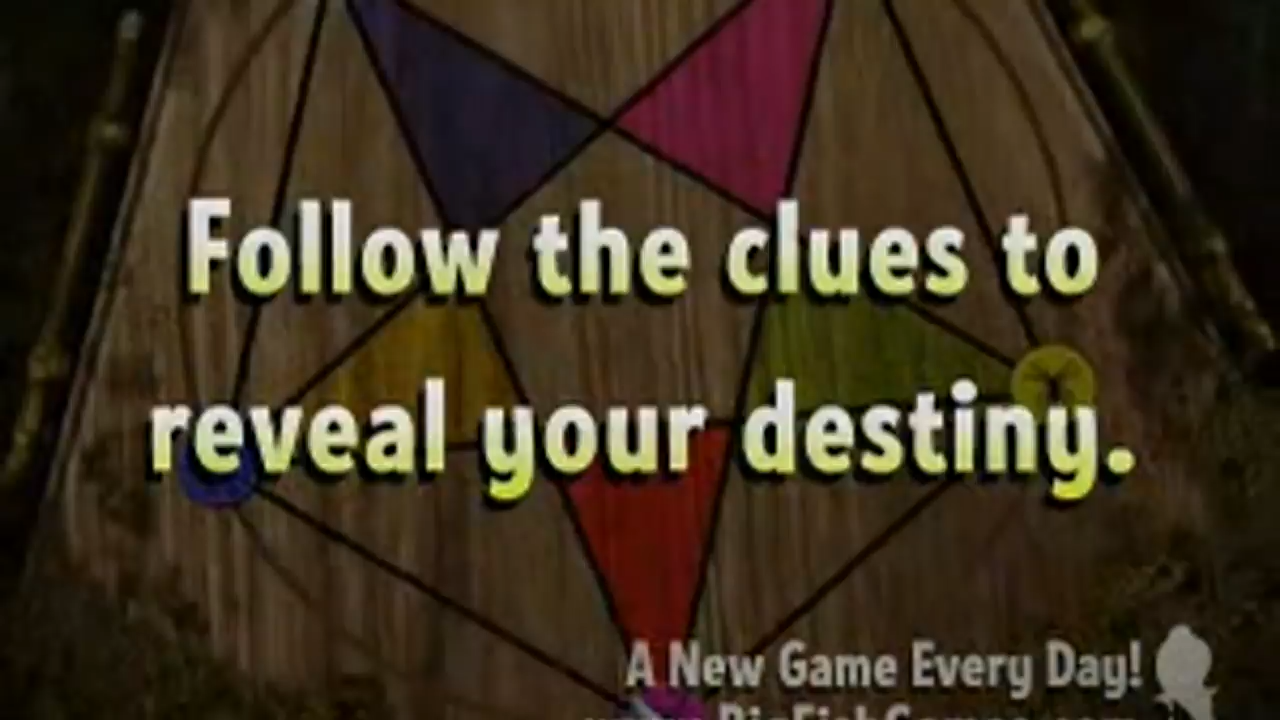 Follow the clues to
reveal your destiny.
A New Game Every Day!